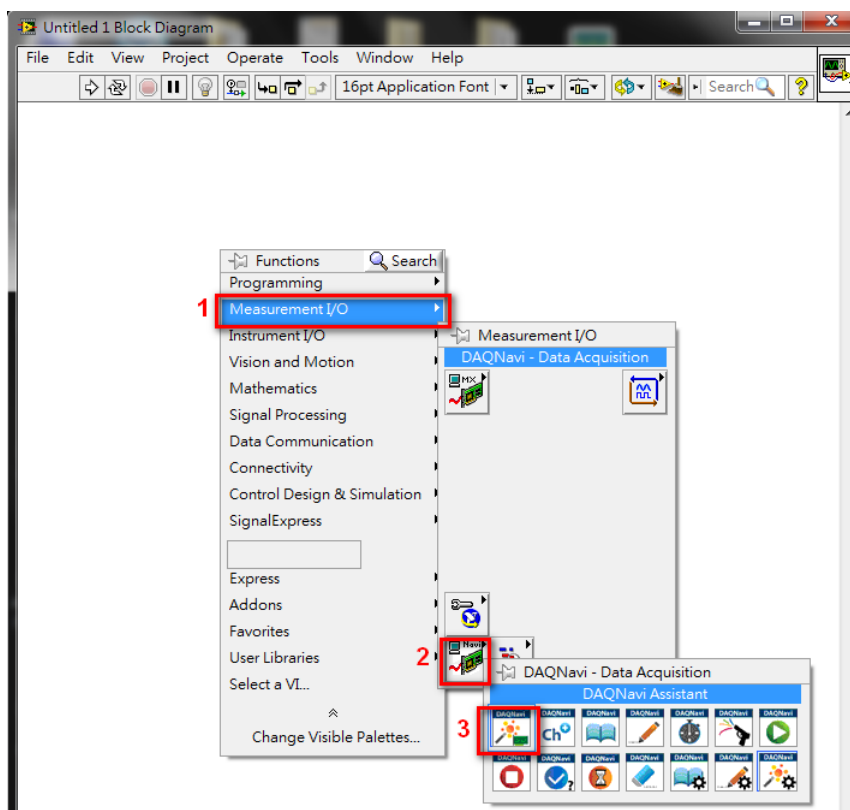 Untitled 1 Block Diagram
File Edit View Project Operate Tools Window Help
16pt Application Font
Search
?
Functions
Search
Programming
1
Measurement I/O
Instrument I/O
Vision and Motion
Mathematics
Signal Processing
Data Communication
Connectivity
Control Design & Simulation
SignalExpress
Express
Addons
Favorites
User Libraries
Select a VI...
Change Visible Palettes...
Measurement I/O
DAQNavi - Data Acquisition
MX
2
Navi
DAQNavi - Data Acquisition
DAQNavi Assistant
3
DAQNavi DAQNavi DAQNavi DAQNavi DAQNavi DAQNavi DAQNavi
Ch+
DAQNavi DAQNavi DAQNavi DAQNavi DAQNavi DAQNavi DAQNavi
?